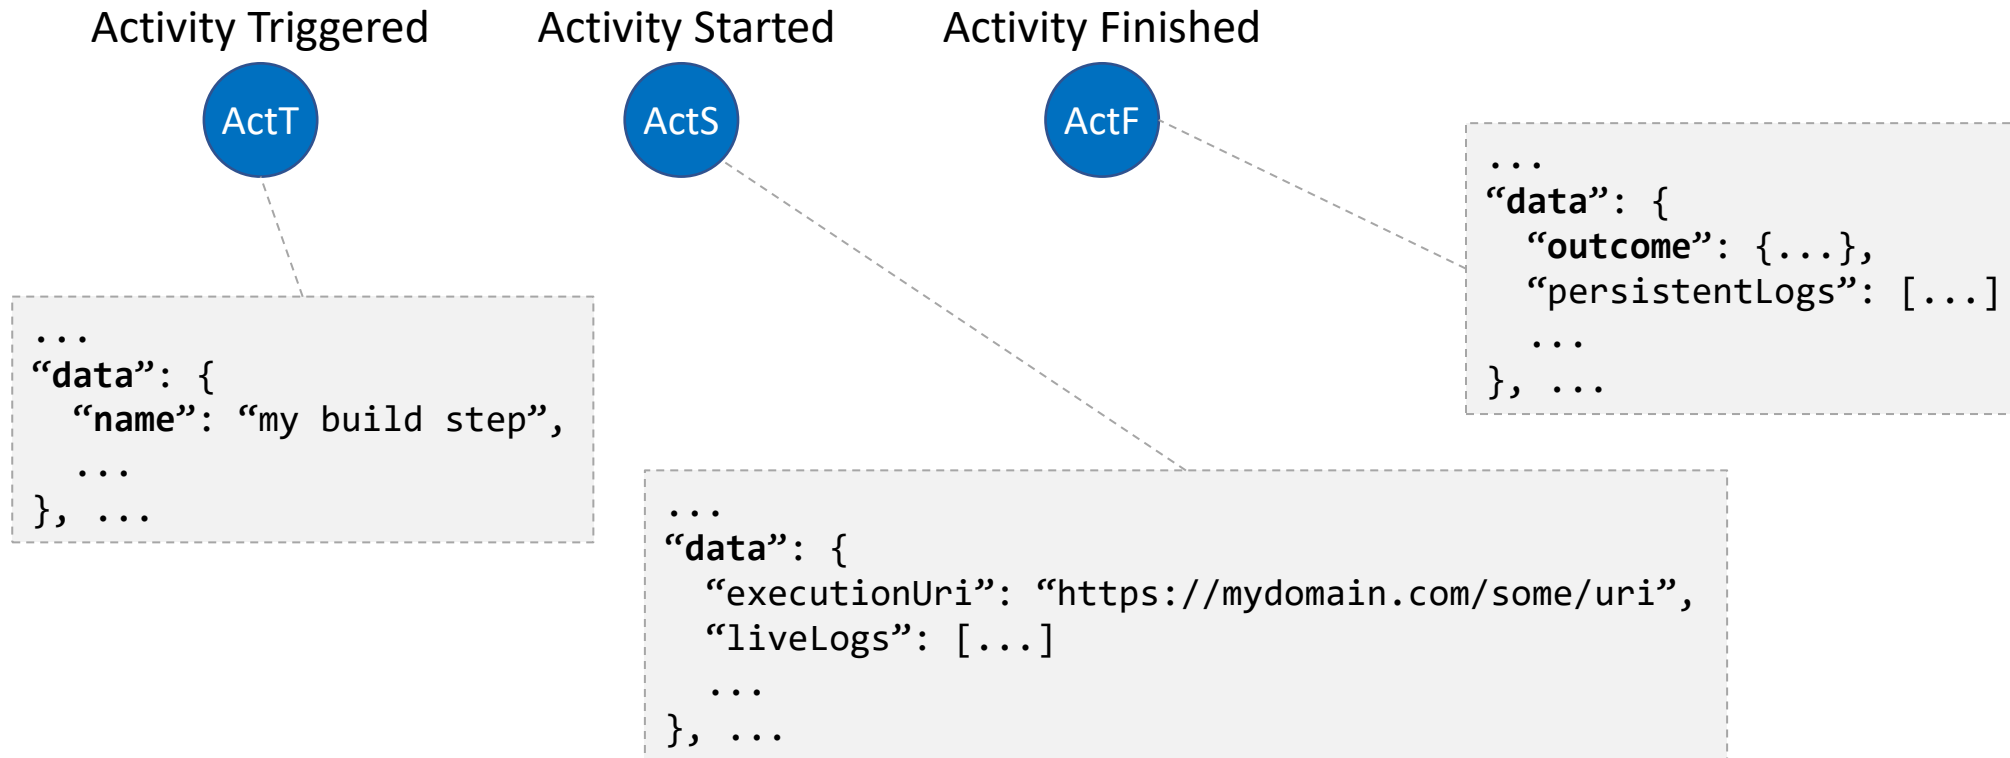 Activity Triggered
Activity Started
Activity Finished
ActT
ActS
ActF
...
“data”: {
“name”: “my build step”,
...
}, ...
...
“data”: {
“executionUri”: “https://mydomain.com/some/uri”,
“liveLogs”: [...]
...
}, ...
...
“data”: {
“outcome”: {...},
“persistentLogs”: [...]
...
}, ...